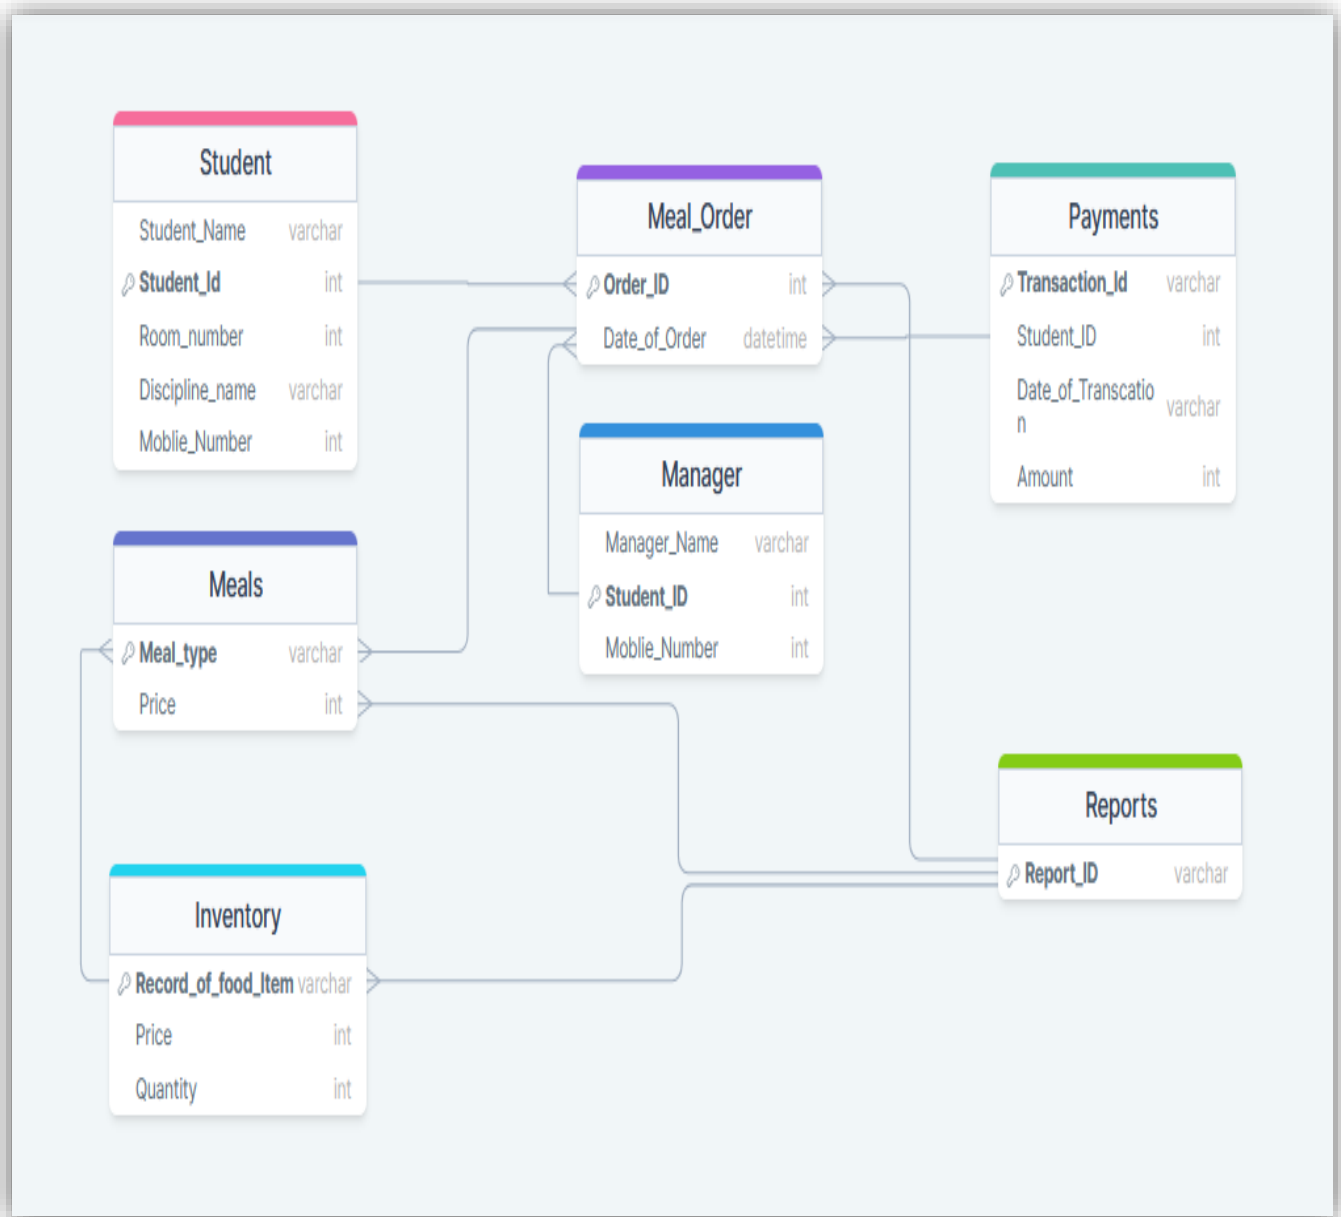 Student
Student_Name varchar
Student_Id int
Room_number int
Discipline_name varchar
Moblie_Number int
Meal_Order
Order_ID int
Date_of_Order datetime
Payments
Transaction_Id varchar
Student_ID int
Date_of_Transcatio
n varchar
Amount int
Manager
Manager_Name varchar
Student_ID int
Moblie_Number int
Meals
Meal_type varchar
Price int
Reports
Report_ID varchar
Inventory
Record_of_food_Item varchar
Price int
Quantity int